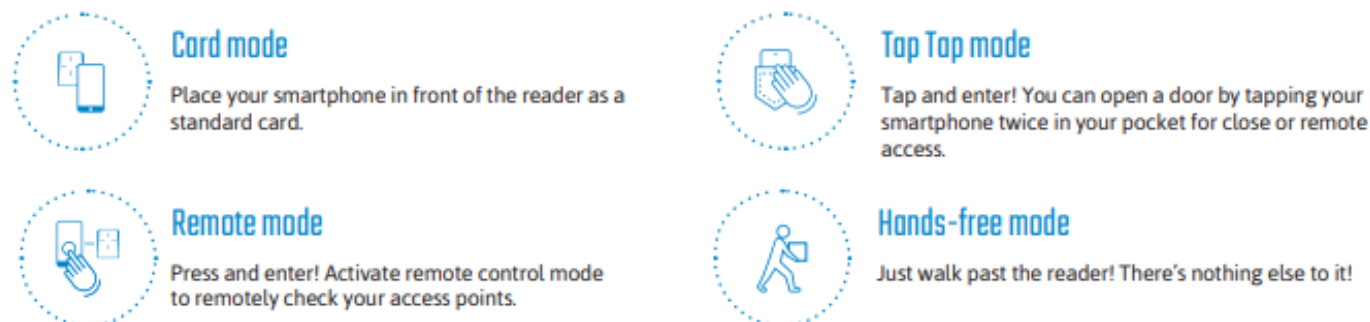 Card mode
Place your smartphone in front of the reader as a
standard card.
Tap Tap mode
Tap and enter! You can open a door by tapping your
smartphone twice in your pocket for close or remote
access.
Remote mode
Press and enter! Activate remote control mode
to remotely check your access points.
Hands-free mode
Just walk past the reader! There's nothing else to it!